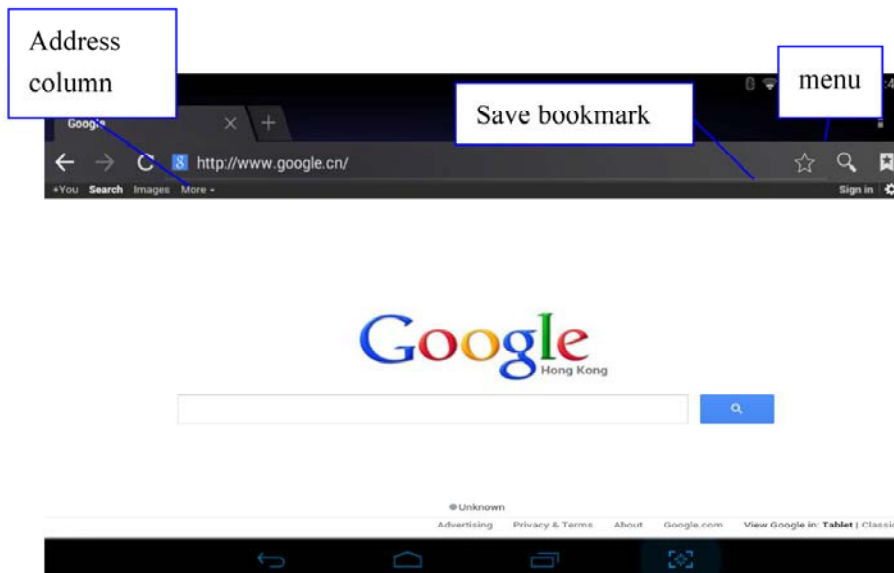 Address
column
menu
Save bookmark
Google
http://www.google.cn/
+You Search Images More
Sign in
Google
Hong Kong
Unknown
Advertising Privacy & Terms About Google.com View Google in: Tablet | Classic